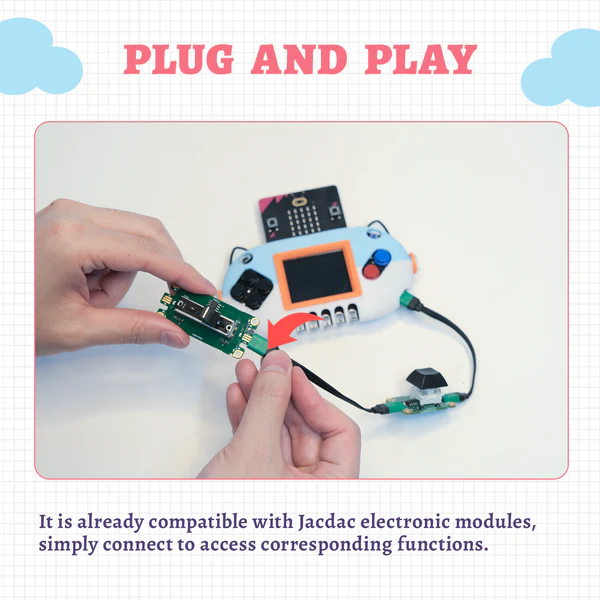 PLUG AND PLAY
It is already compatible with Jacdac electronic modules,
simply connect to access corresponding functions.